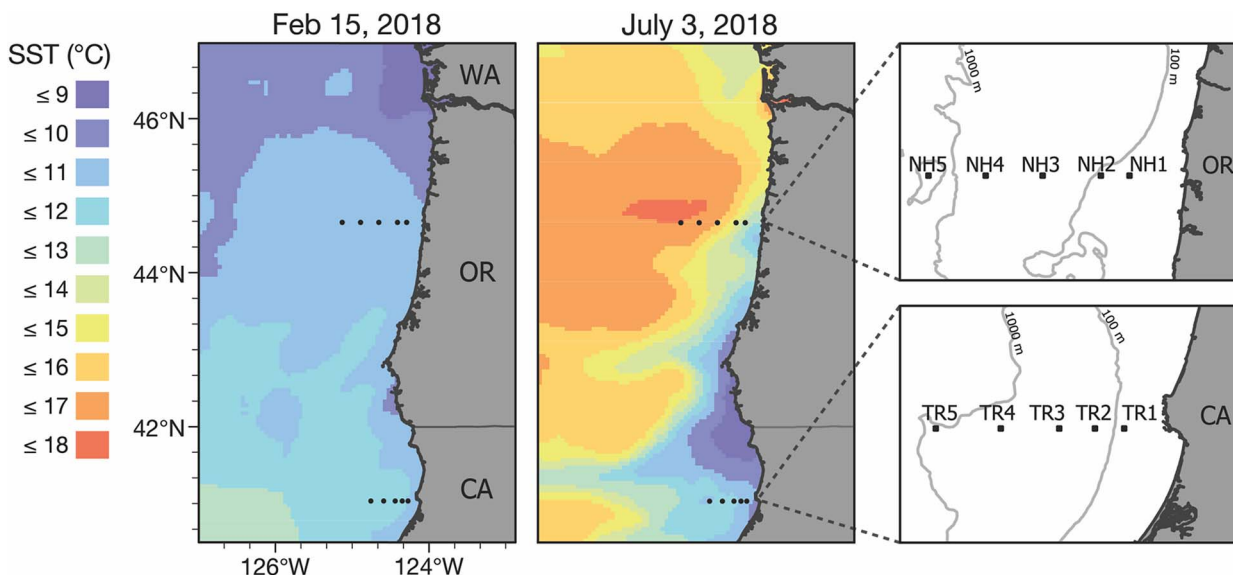 Feb 15, 2018
July 3, 2018
SST (°C)
≤ 9
≤ 10
≤ 11
≤ 12
≤ 13
≤ 14
≤ 15
≤ 16
≤ 17
≤ 18
46°N
44°N
42°N
126°W
124°W
WA
OR
CA
1000 m
100 m
NH5
NH4
NH3
NH2
NH1
OR
1000 m
100 m
TR5
TR4
TR3
TR2
TR1
CA